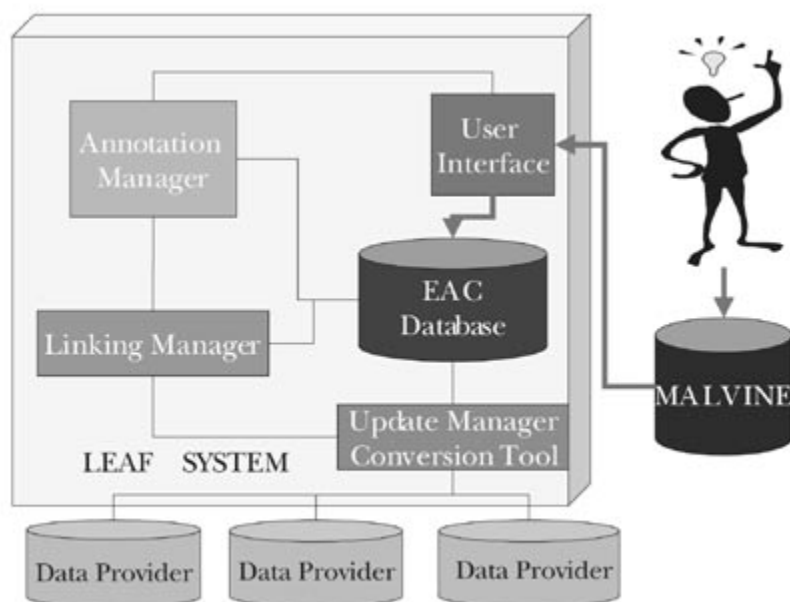 Annotation
Manager
User
Interface
EAC
Database
Linking Manager
MALVINE
Update Manager
Conversion Tool
LEAF SYSTEM
Data Provider
Data Provider
Data Provider